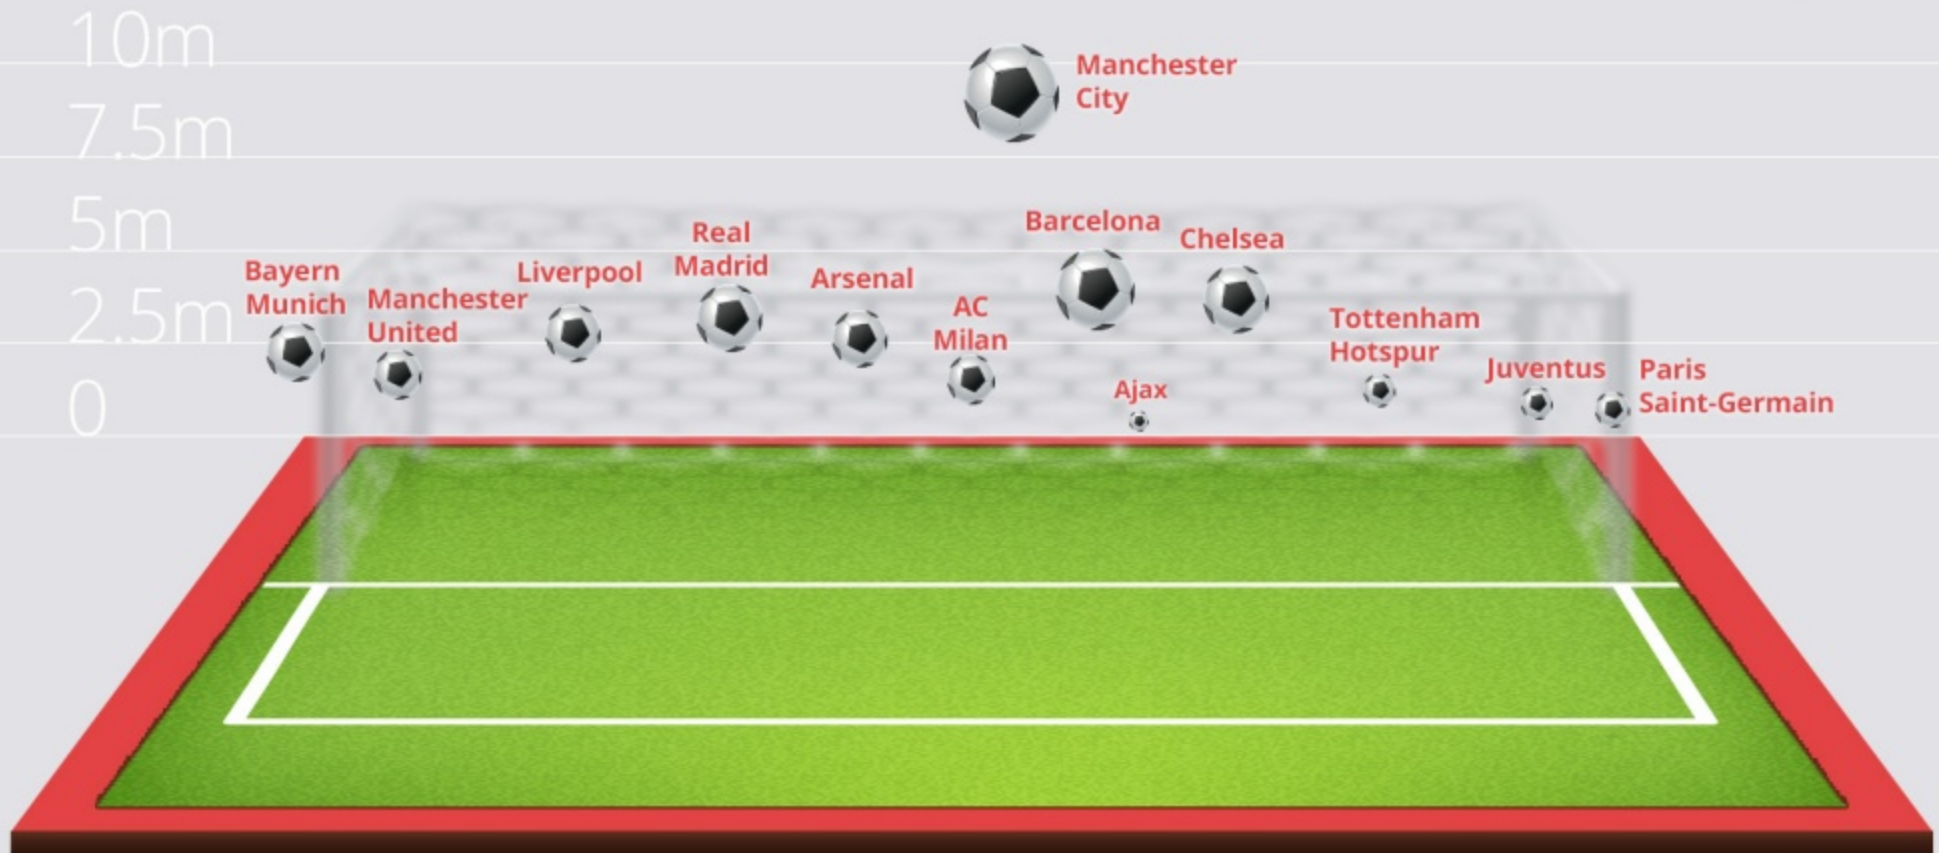 10m
Manchester
City
7.5m
5m
Barcelona
Real
Madrid
Chelsea
Bayern
Munich
Liverpool
Arsenal
2.5m
Manchester
United
AC
Milan
Tottenham
Hotspur
Juventus
Paris
Saint-Germain
Ajax
0